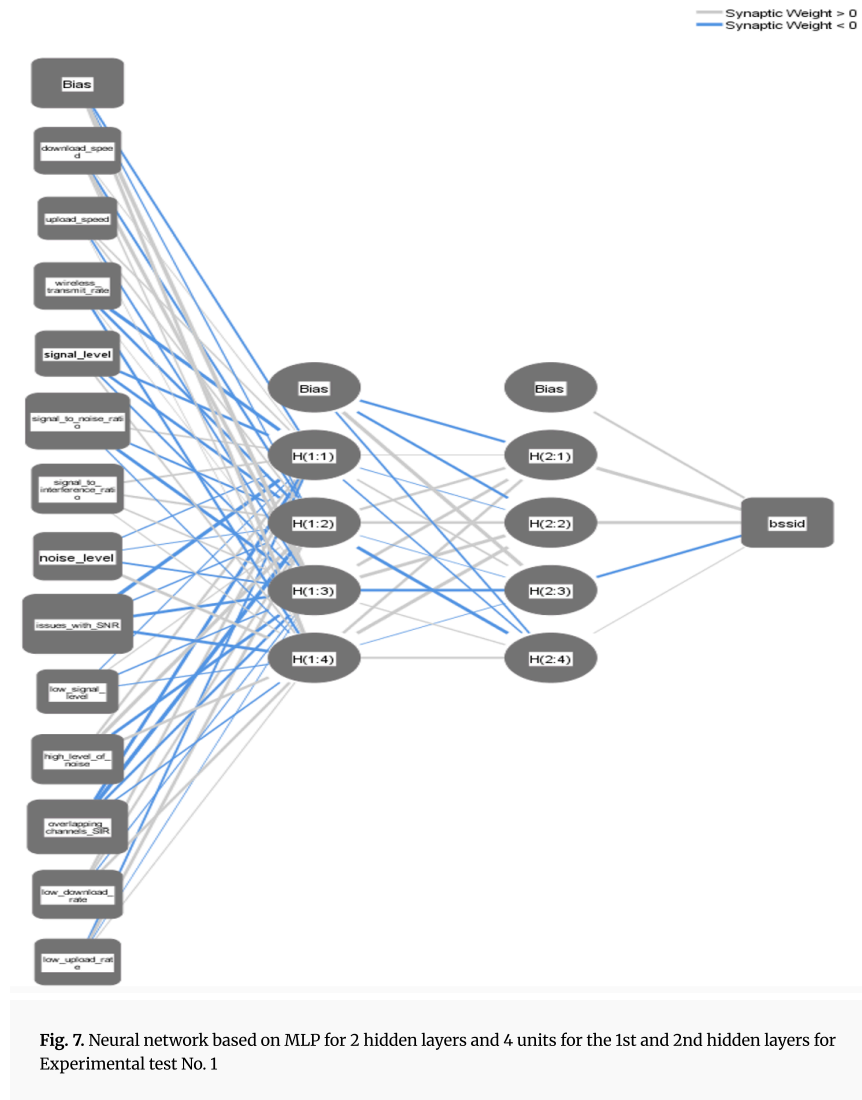 Synaptic Weight > 0
Synaptic Weight < 0
Bias
download_spee
d
upload_speed
wireless_
transmit_rate
signal_level
signal_to_noise_rati
o
signal_to_
interference_rati
o
noise_level
issues_with_SNR
low_signal_
level
high_level_of_
noise
overlapping_
channels_SIR
low_download_
rate
low_upload_rat
e
Bias
H(1:1)
H(1:2)
H(1:3)
H(1:4)
Bias
H(2:1)
H(2:2)
H(2:3)
H(2:4)
bssid
Fig. 7. Neural network based on MLP for 2 hidden layers and 4 units for the 1st and 2nd hidden layers for
Experimental test No. 1